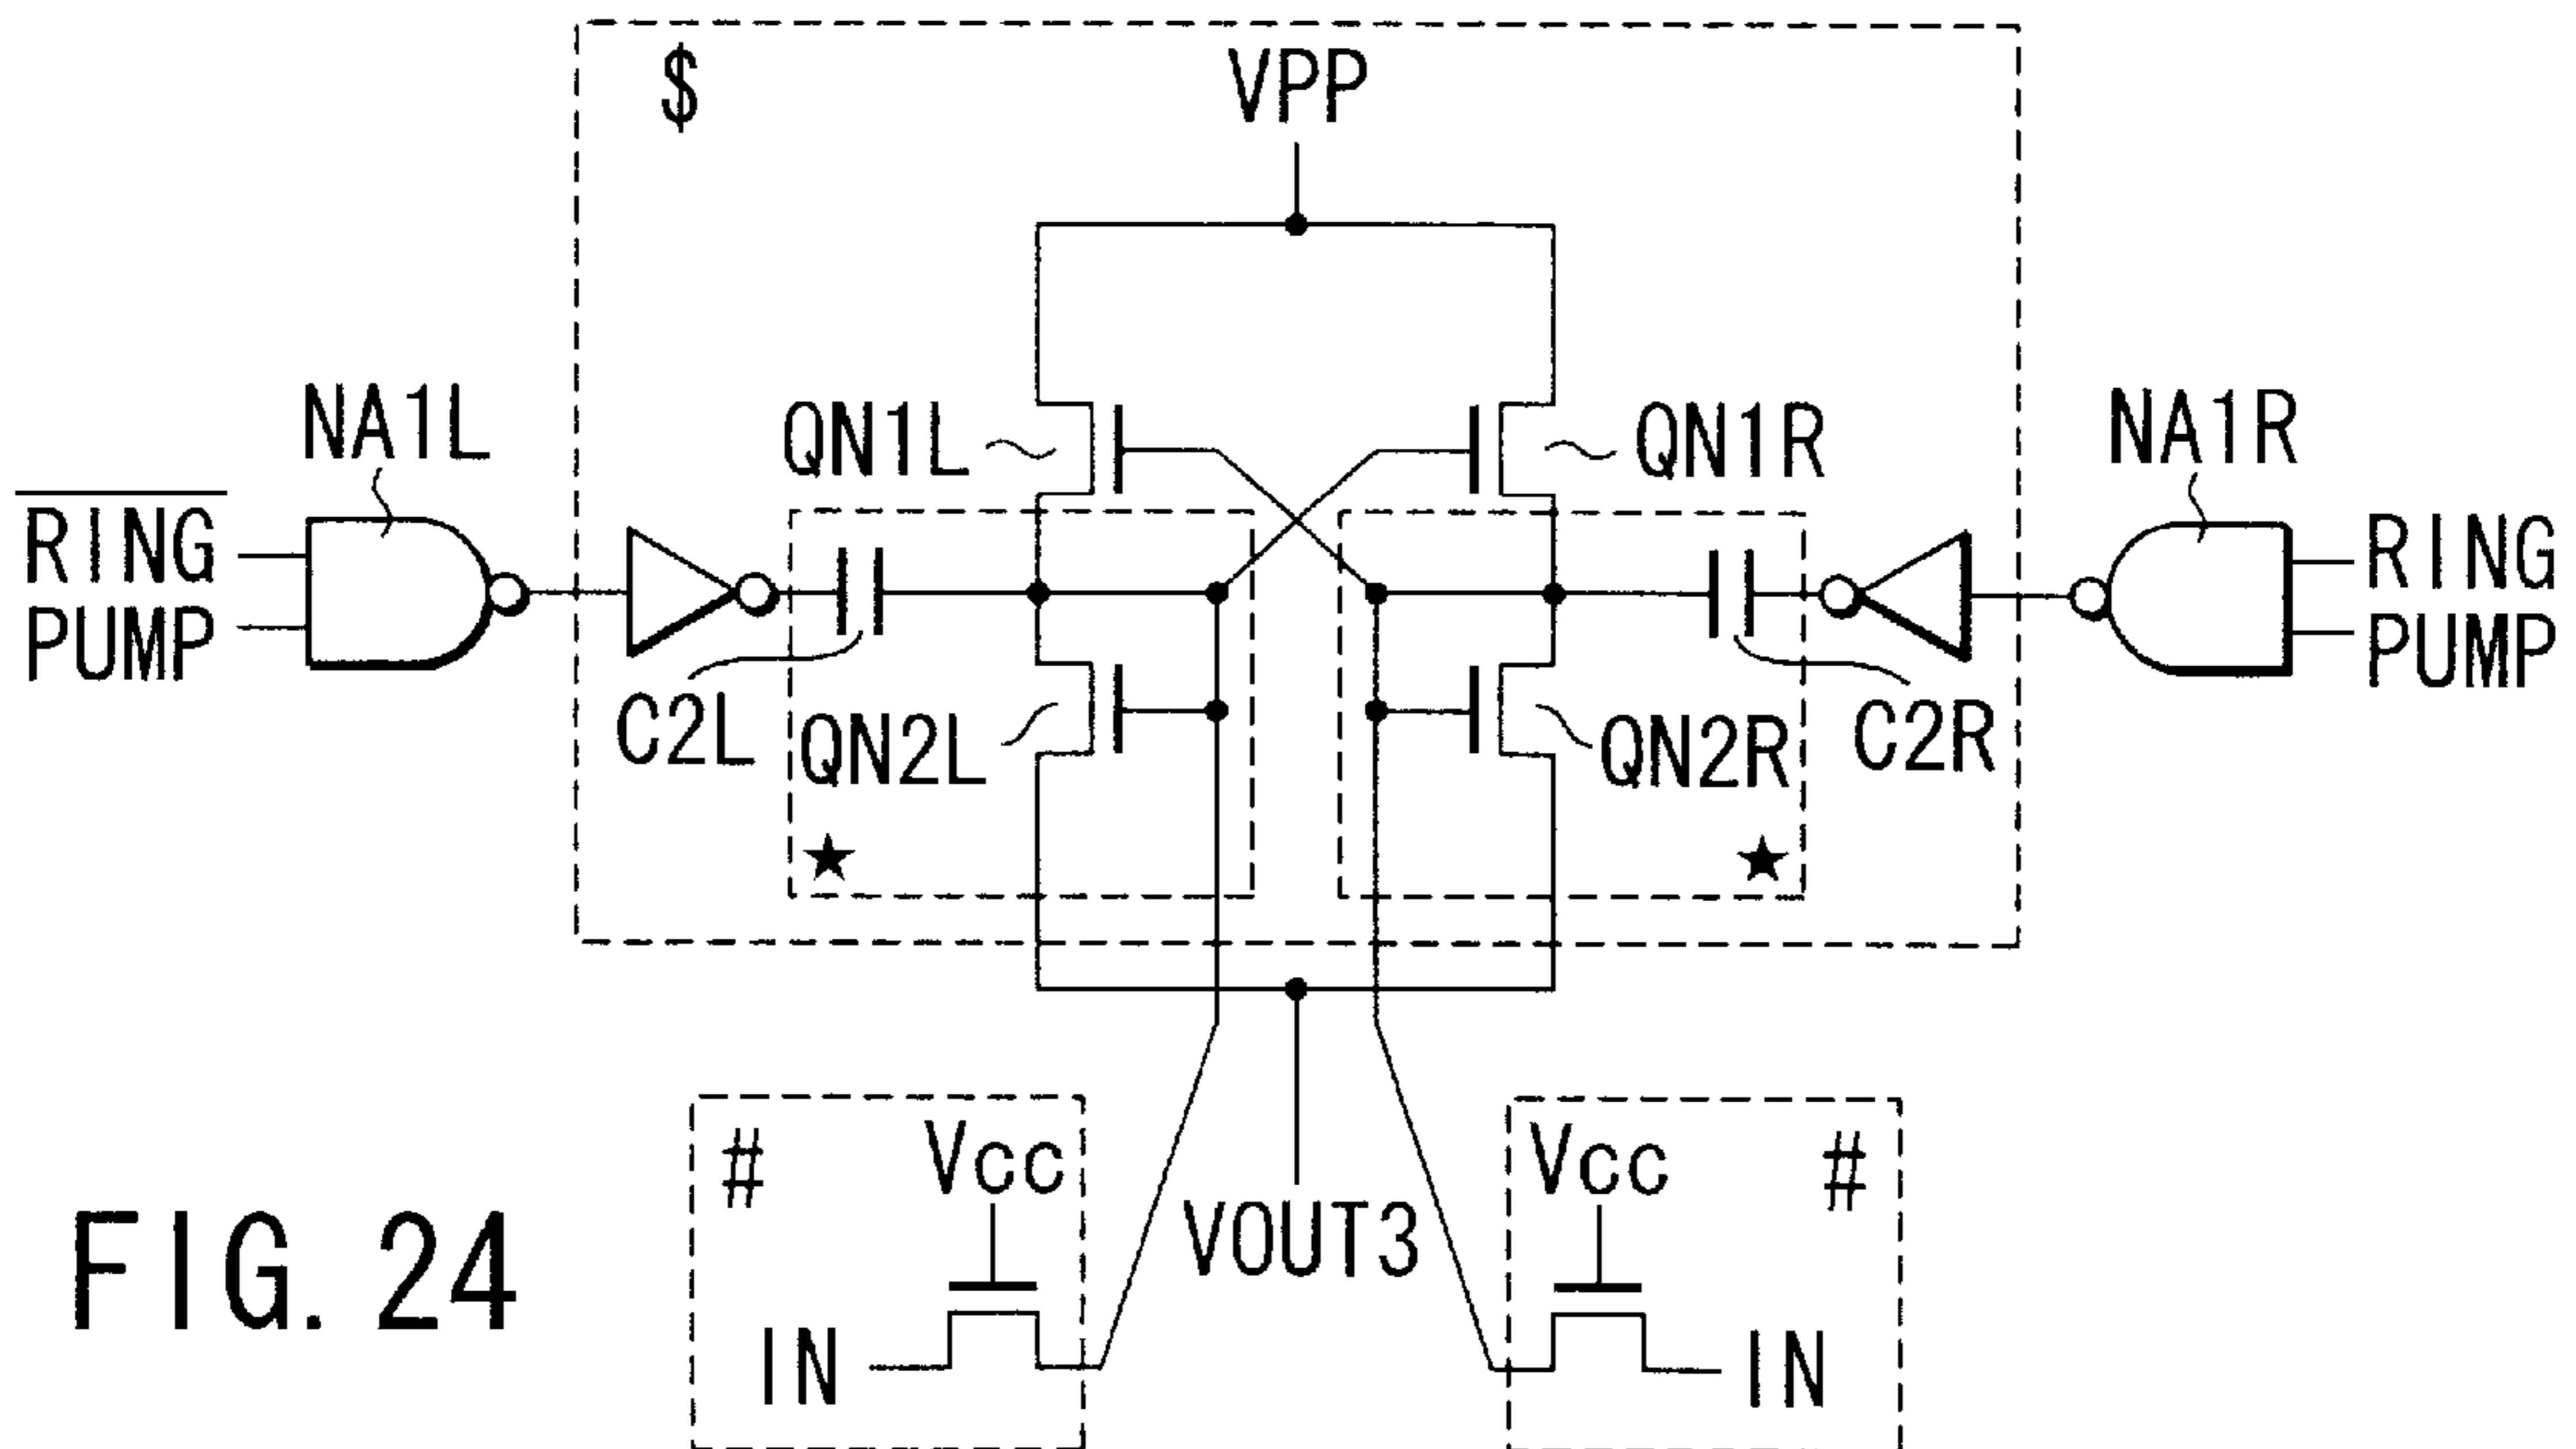 $
VPP
NA1L
QN1L
QN1R
NA1R
R̅I̅N̅G̅
PUMP
RING
PUMP
C2L
QN2L
QN2R
C2R
★
★
#
Vcc
Vcc
#
VOUT3
IN
IN
FIG. 24